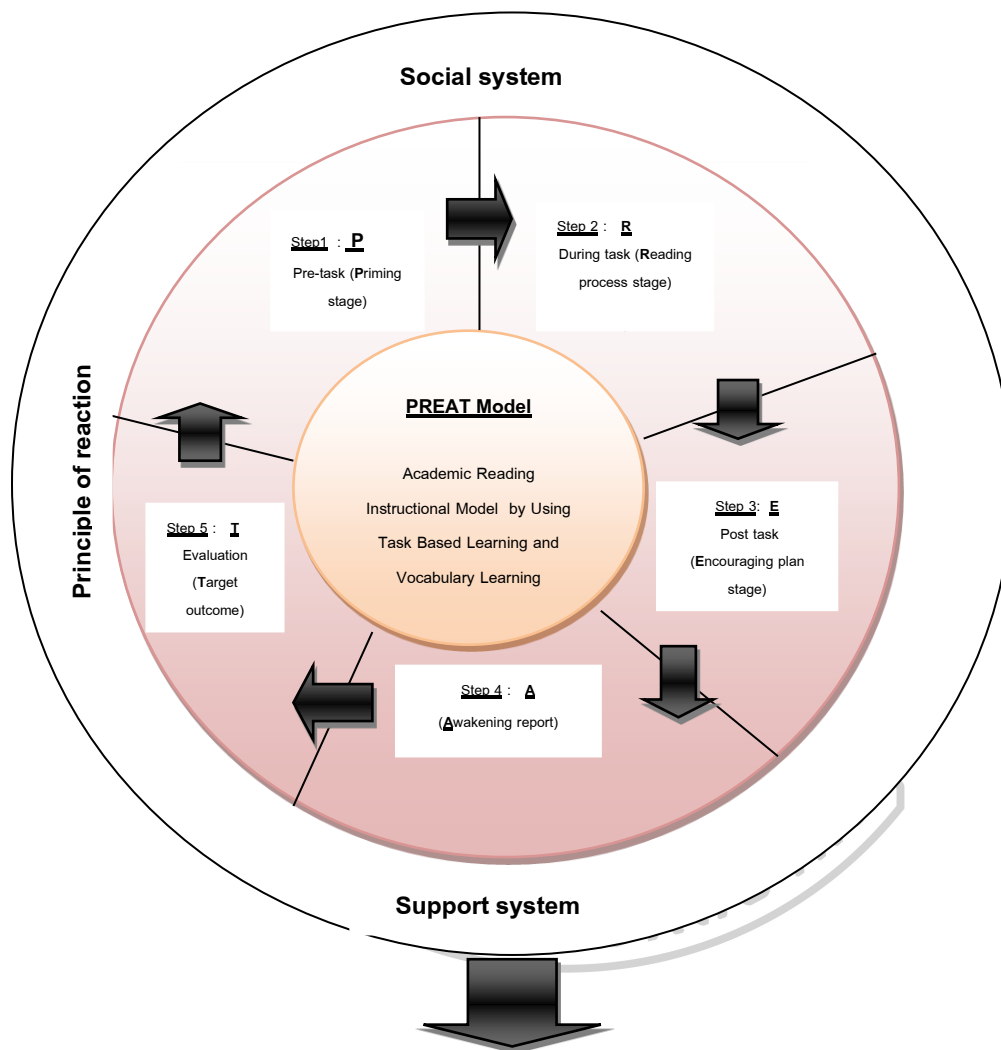 Social system
Step1 : P
Pre-task (Priming
stage)
Step 2 : R
During task (Reading
process stage)
Principle of reaction
PREAT Model
Academic Reading
Instructional Model by Using
Task Based Learning and
Vocabulary Learning
Step 3: E
Post task
(Encouraging plan
stage)
Step 4 : A
(Awakening report)
Step 5 : T
Evaluation
(Target
outcome)
Support system